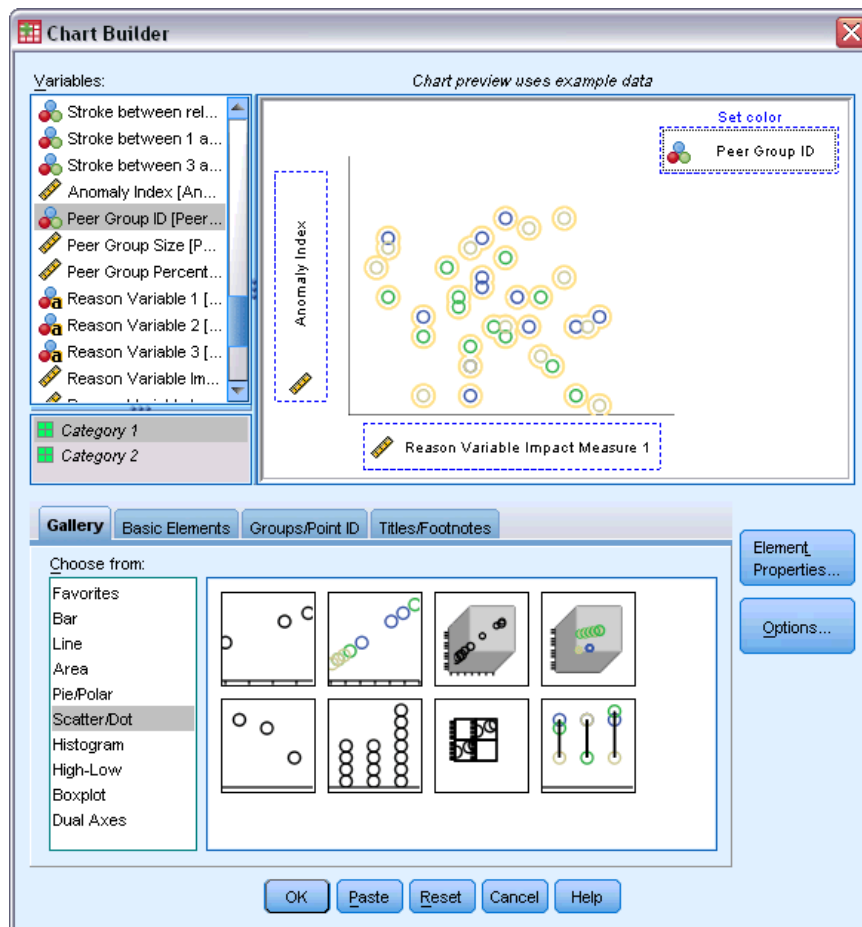 Chart Builder
Variables:
Chart preview uses example data
Stroke between rel...
Stroke between 1 a...
Stroke between 3 a...
Anomaly Index [An...
Peer Group ID [Peer...
Peer Group Size [P...
Peer Group Percent...
Reason Variable 1 [...
Reason Variable 2 [...
Reason Variable 3 [...
Reason Variable Im...
Category 1
Category 2
Set color
Peer Group ID
Anomaly Index
Reason Variable Impact Measure 1
Gallery
Basic Elements
Groups/Point ID
Titles/Footnotes
Choose from:
Favorites
Bar
Line
Area
Pie/Polar
Scatter/Dot
Histogram
High-Low
Boxplot
Dual Axes
Element
Properties...
Options...
OK
Paste
Reset
Cancel
Help